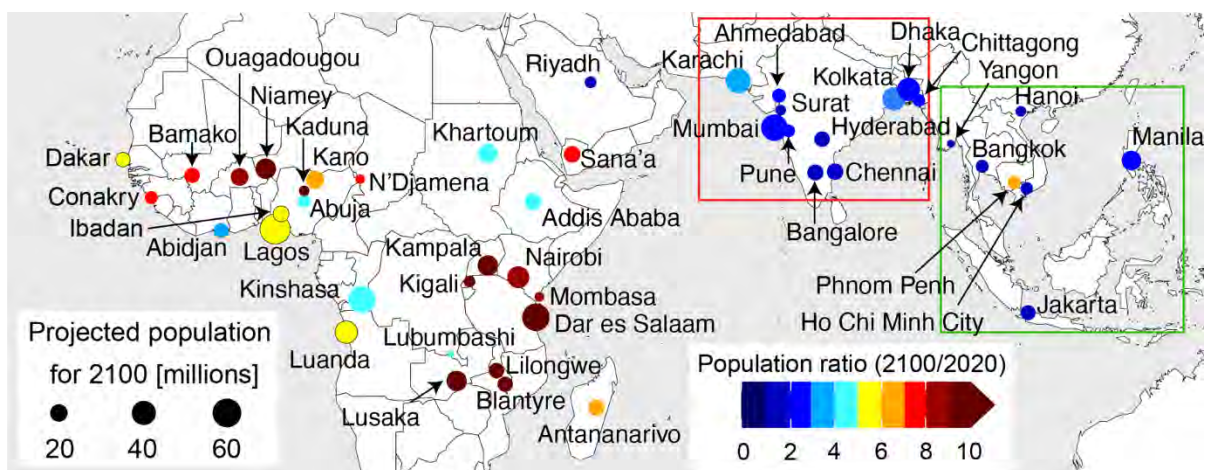 Ouagadougou
Niamey
Bamako
Kaduna
Kano
Dakar
Conakry
Ibadan
Abidjan
Lagos
Abuja
N'Djamena
Khartoum
Riyadh
Sana'a
Addis Ababa
Kampala
Nairobi
Kigali
Kinshasa
Mombasa
Dar es Salaam
Luanda
Lubumbashi
Lilongwe
Lusaka
Blantyre
Antananarivo
Ahmedabad
Dhaka
Chittagong
Karachi
Kolkata
Yangon
Surat
Hanoi
Mumbai
Hyderabad
Manila
Bangkok
Pune
Chennai
Bangalore
Phnom Penh
Jakarta
Ho Chi Minh City
Projected population
for 2100 [millions]
20 40 60
Population ratio (2100/2020)
0 2 4 6 8 10